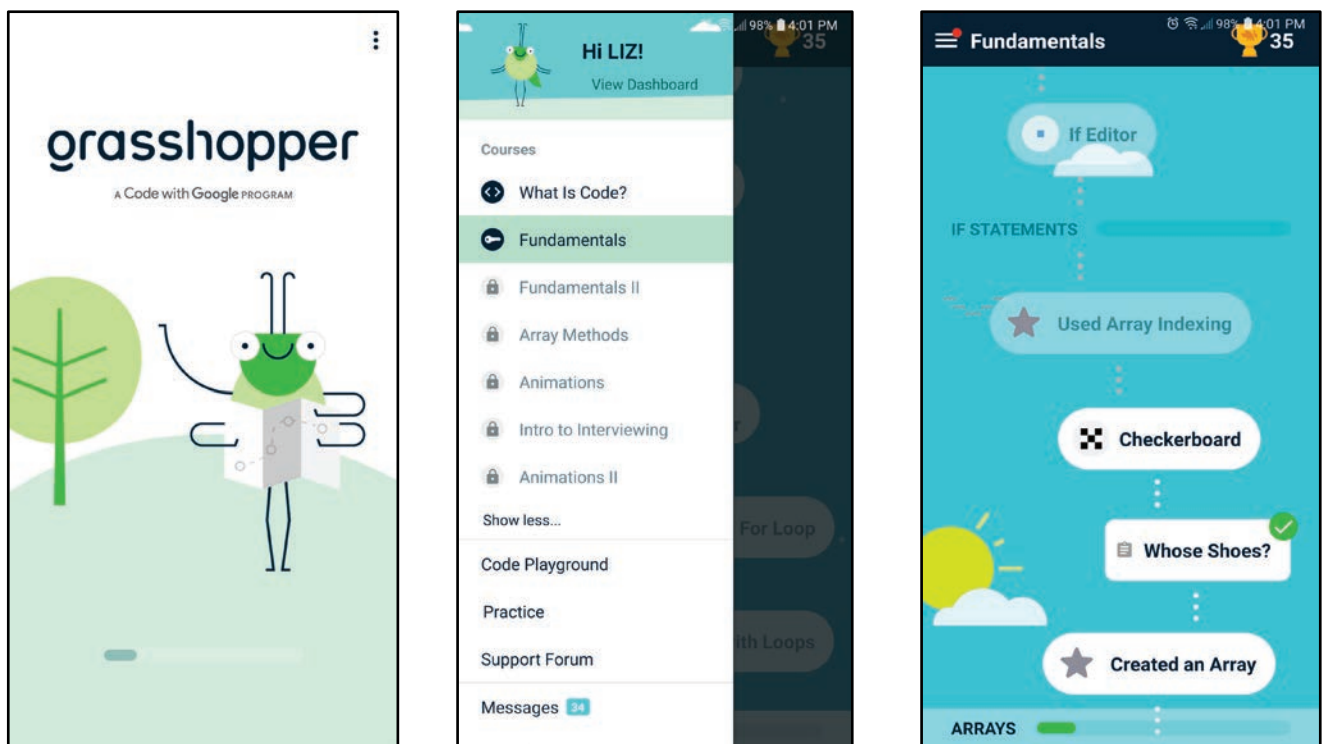 grasshopper
A Code with Google PROGRAM
98% 4:01 PM
35
Hi LIZ!
View Dashboard
Courses
What Is Code?
Fundamentals
Fundamentals II
Array Methods
Animations
Intro to Interviewing
Animations II
Show less...
For Loop
Code Playground
Practice
ith Loops
Support Forum
Messages 34
98% 4:01 PM
Fundamentals 35
If Editor
IF STATEMENTS
Used Array Indexing
Checkerboard
Whose Shoes?
Created an Array
ARRAYS